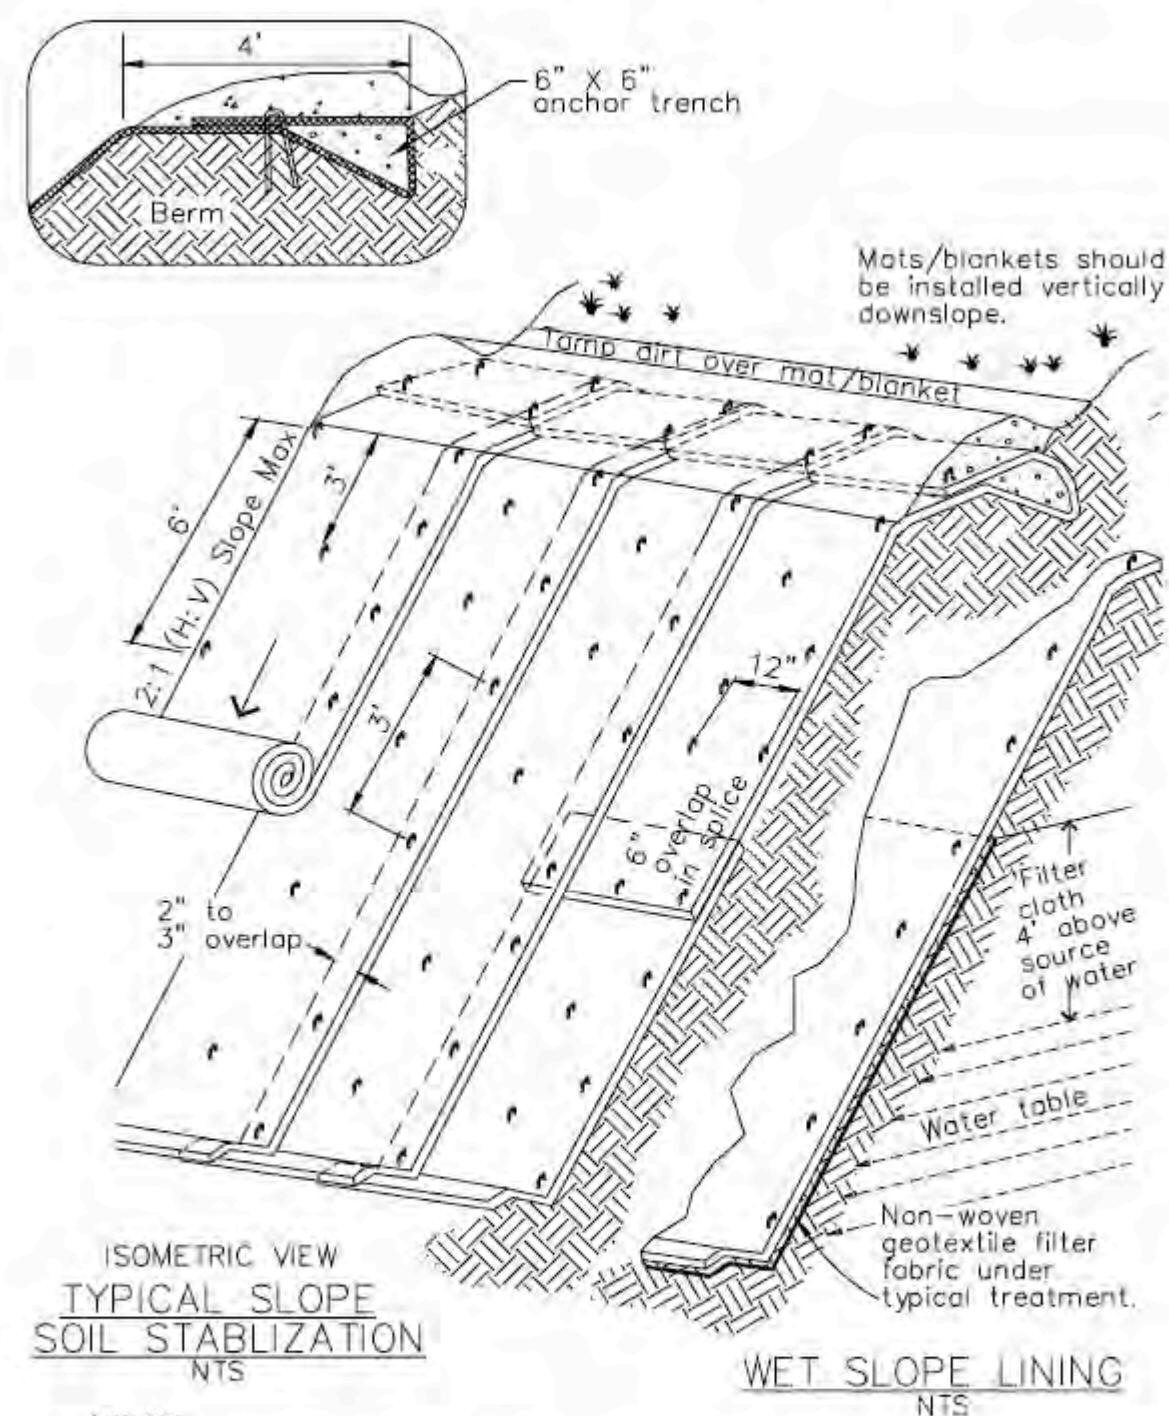 4'
6" X 6"
anchor trench
Berm
Mats/blankets should
be installed vertically
downslope.
Tamp dirt over mat/blanket
6'
2:1 (H:V) Slope Max
3'
12"
3'
6"
overlap
in splice
2" to
3" overlap
Filter
cloth
4' above
source
of water
Water table
Non-woven
geotextile filter
fabric under
typical treatment.
ISOMETRIC VIEW
TYPICAL SLOPE
SOIL STABLIZATION
NTS
WET SLOPE LINING
NTS